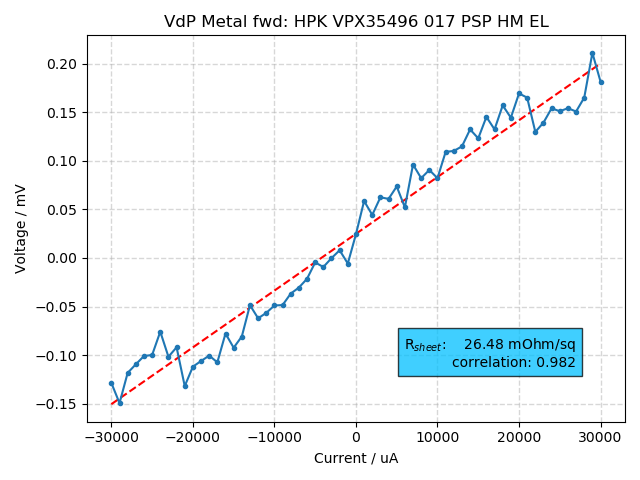 VdP Metal fwd: HPK VPX35496 017 PSP HM EL
0.20
0.15
0.10
0.05
0.00
−0.05
−0.10
−0.15
Voltage / mV
R_sheet: 26.48 mOhm/sq
correlation: 0.982
−30000 −20000 −10000 0 10000 20000 30000
Current / uA